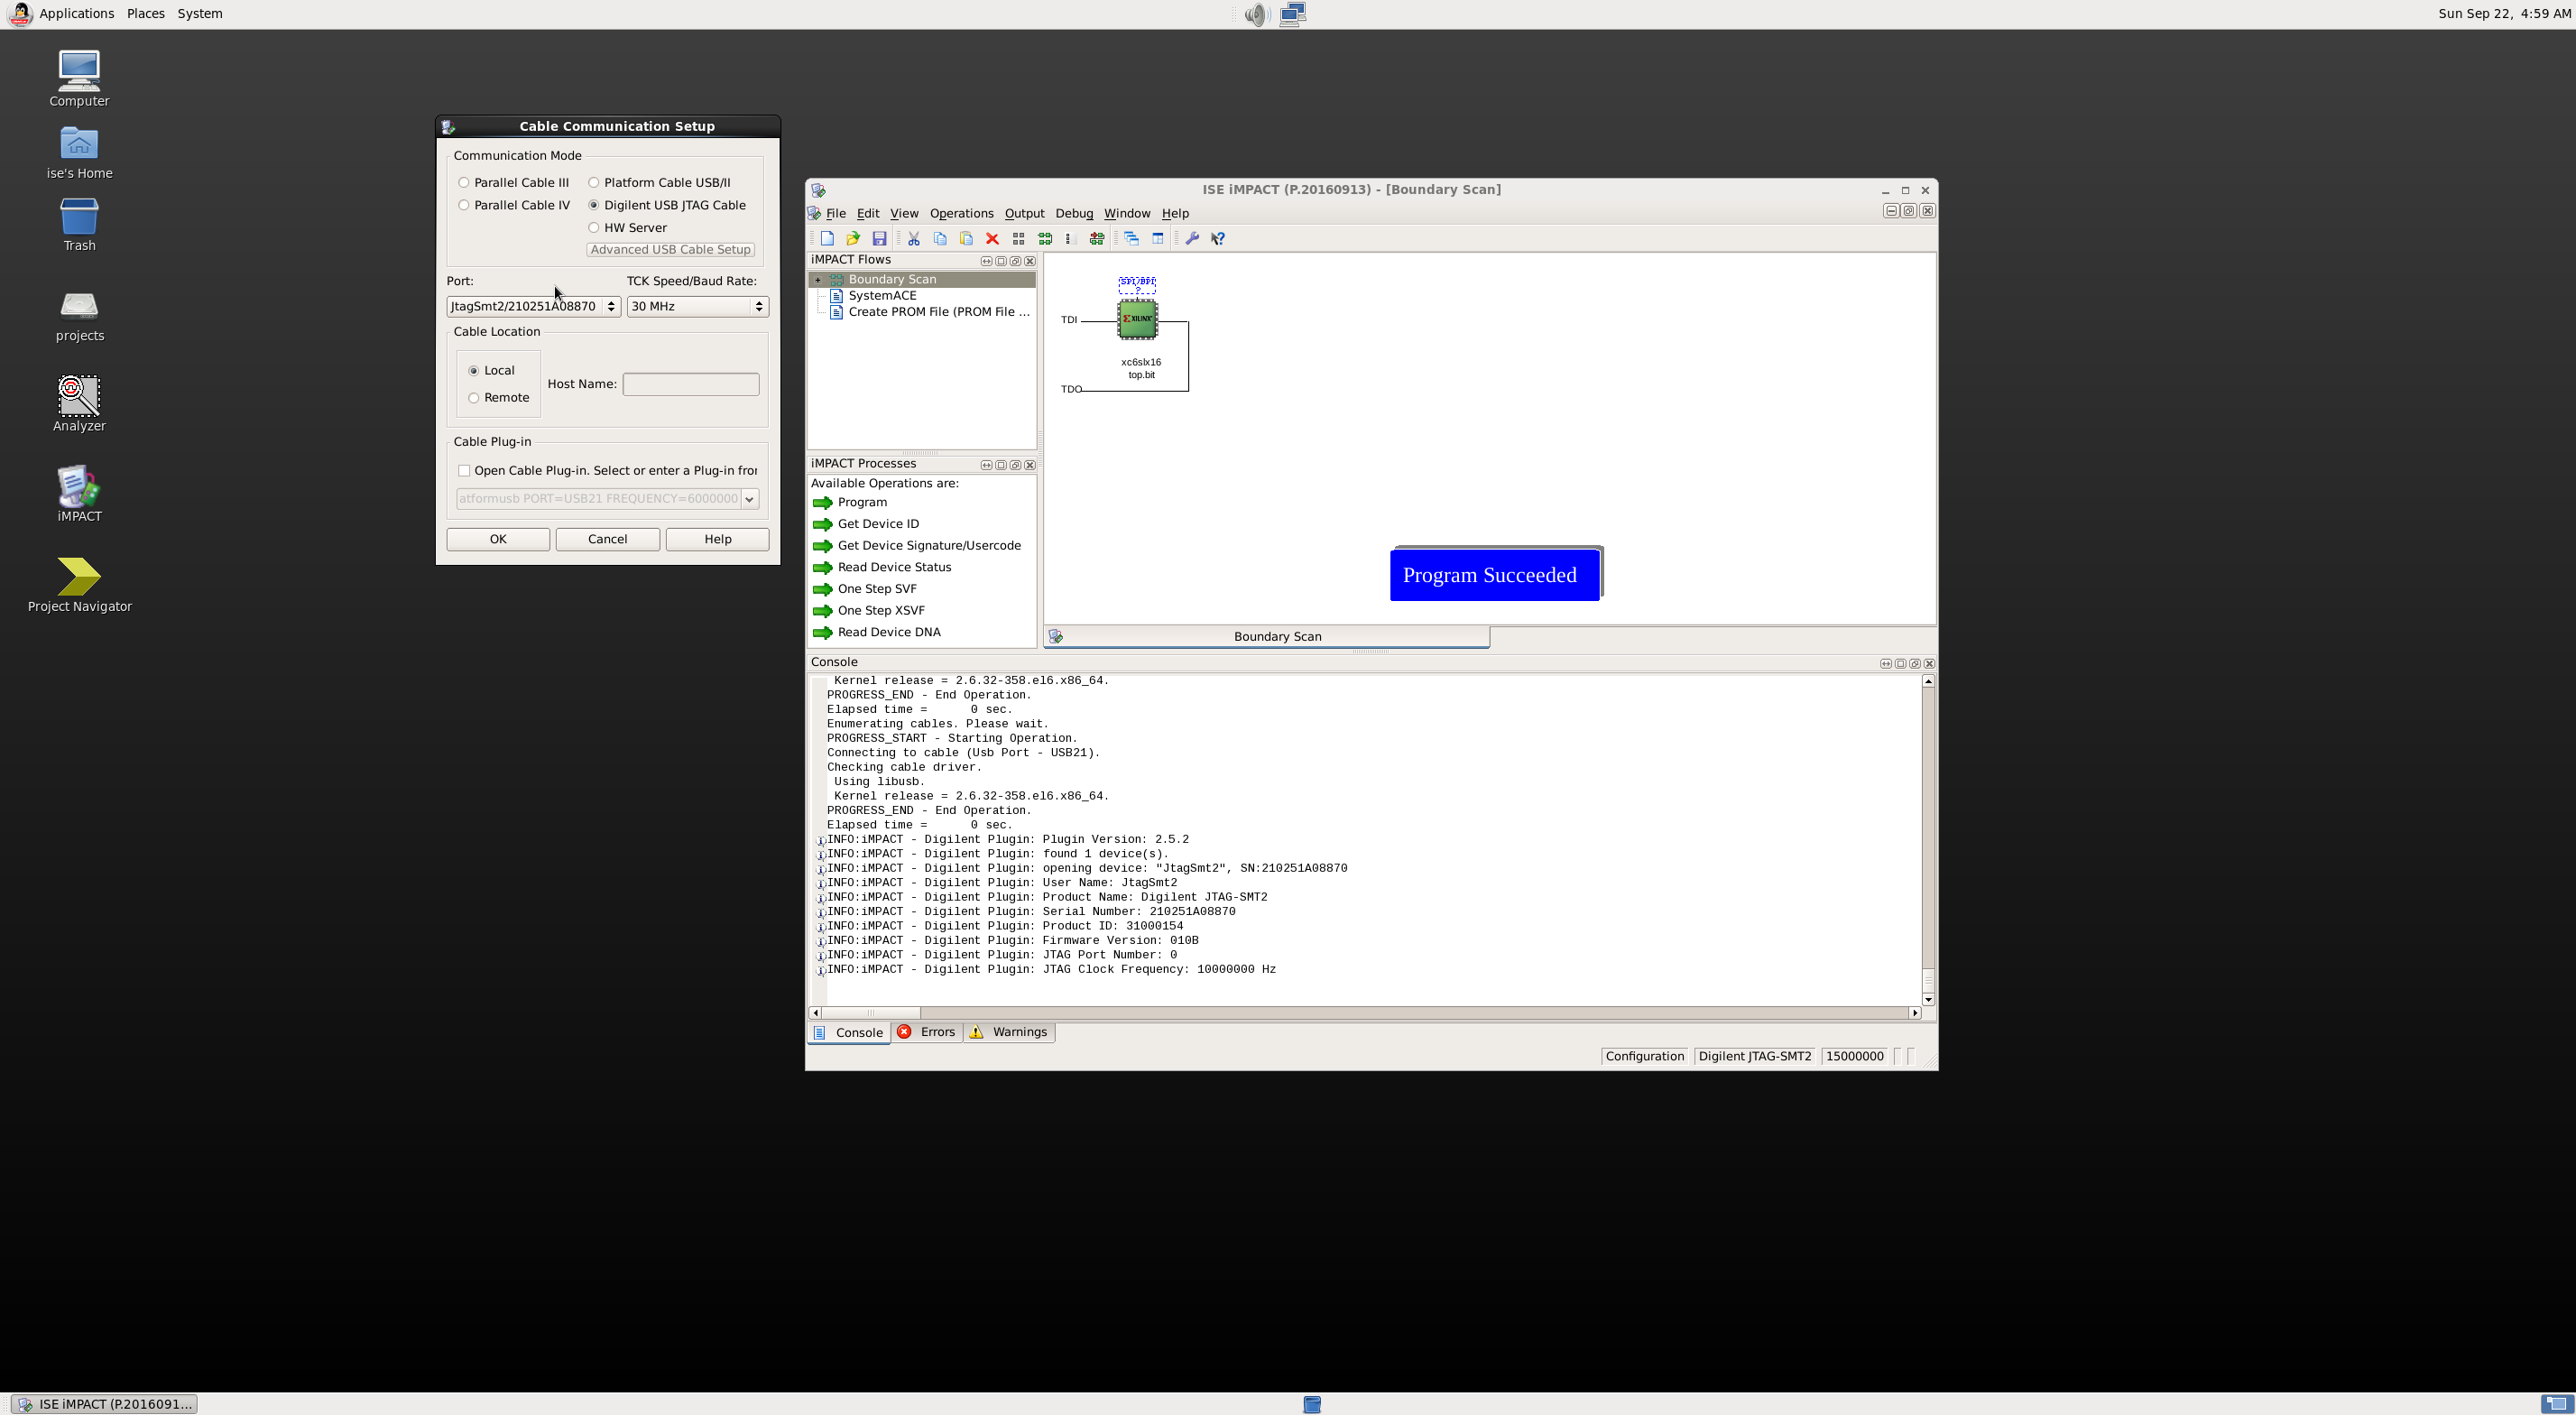 Applications Places System
Sun Sep 22, 4:59 AM
Computer
ise's Home
Trash
projects
Analyzer
iMPACT
Project Navigator
Cable Communication Setup
Communication Mode
Parallel Cable III
Platform Cable USB/II
Parallel Cable IV
Digilent USB JTAG Cable
HW Server
Advanced USB Cable Setup
Port:
TCK Speed/Baud Rate:
JtagSmt2/210251A08870
30 MHz
Cable Location
Local
Host Name:
Remote
Cable Plug-in
Open Cable Plug-in. Select or enter a Plug-in fror
atformusb PORT=USB21 FREQUENCY=6000000
OK
Cancel
Help
ISE iMPACT (P.20160913) - [Boundary Scan]
File Edit View Operations Output Debug Window Help
iMPACT Flows
Boundary Scan
SystemACE
Create PROM File (PROM File ...
iMPACT Processes
Available Operations are:
Program
Get Device ID
Get Device Signature/Usercode
Read Device Status
One Step SVF
One Step XSVF
Read Device DNA
SPI/BPI
?
TDI
XILINX
xc6slx16
top.bit
TDO
Program Succeeded
Boundary Scan
Console
Kernel release = 2.6.32-358.el6.x86_64.
PROGRESS_END - End Operation.
Elapsed time = 0 sec.
Enumerating cables. Please wait.
PROGRESS_START - Starting Operation.
Connecting to cable (Usb Port - USB21).
Checking cable driver.
Using libusb.
Kernel release = 2.6.32-358.el6.x86_64.
PROGRESS_END - End Operation.
Elapsed time = 0 sec.
INFO:iMPACT - Digilent Plugin: Plugin Version: 2.5.2
INFO:iMPACT - Digilent Plugin: found 1 device(s).
INFO:iMPACT - Digilent Plugin: opening device: "JtagSmt2", SN:210251A08870
INFO:iMPACT - Digilent Plugin: User Name: JtagSmt2
INFO:iMPACT - Digilent Plugin: Product Name: Digilent JTAG-SMT2
INFO:iMPACT - Digilent Plugin: Serial Number: 210251A08870
INFO:iMPACT - Digilent Plugin: Product ID: 31000154
INFO:iMPACT - Digilent Plugin: Firmware Version: 010B
INFO:iMPACT - Digilent Plugin: JTAG Port Number: 0
INFO:iMPACT - Digilent Plugin: JTAG Clock Frequency: 10000000 Hz
Console
Errors
Warnings
Configuration
Digilent JTAG-SMT2
15000000
ISE iMPACT (P.2016091...